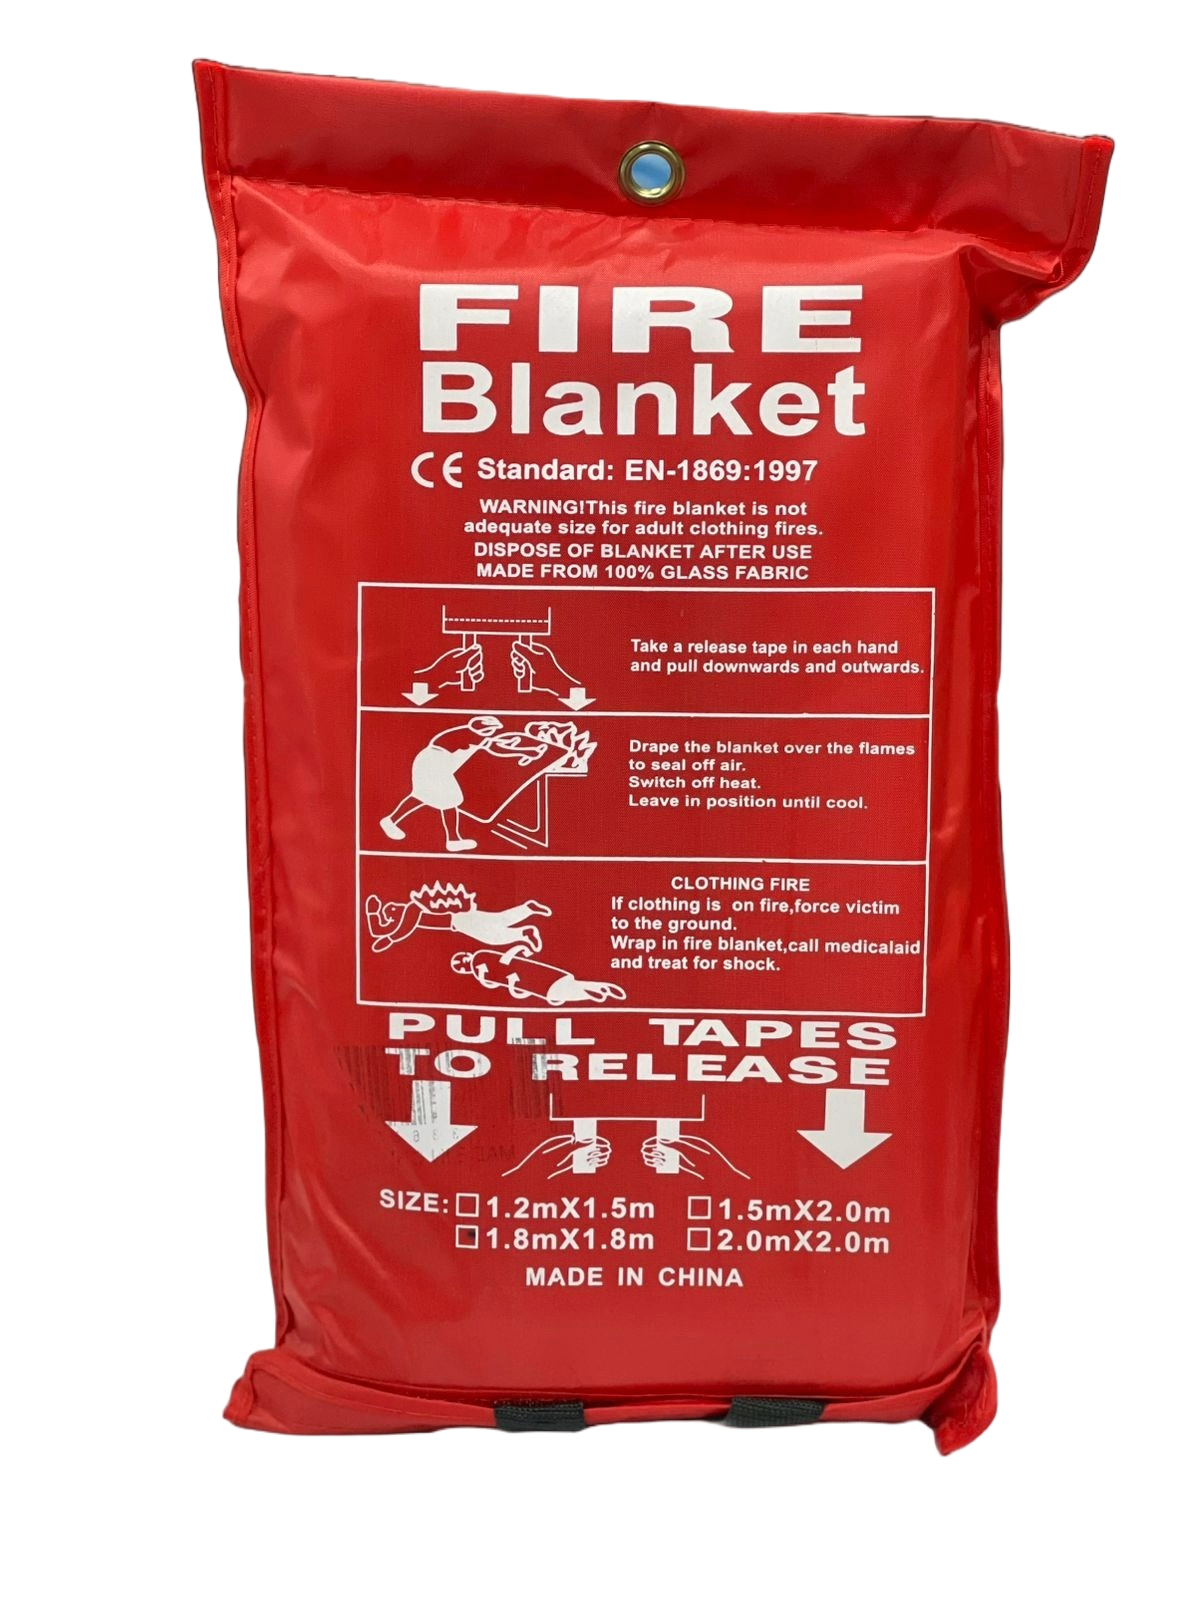 FIRE
Blanket
CE Standard: EN-1869:1997
WARNING!This fire blanket is not
adequate size for adult clothing fires.
DISPOSE OF BLANKET AFTER USE
MADE FROM 100% GLASS FABRIC
Take a release tape in each hand
and pull downwards and outwards.
Drape the blanket over the flames
to seal off air.
Switch off heat.
Leave in position until cool.
CLOTHING FIRE
If clothing is on fire,force victim
to the ground.
Wrap in fire blanket,call medicalaid
and treat for shock.
PULL TAPES
TO RELEASE
SIZE: 1.2mX1.5m 1.5mX2.0m
1.8mX1.8m 2.0mX2.0m
MADE IN CHINA